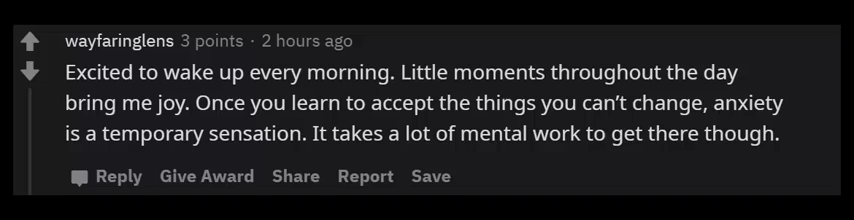 wayfaringlens 3 points · 2 hours ago
Excited to wake up every morning. Little moments throughout the day
bring me joy. Once you learn to accept the things you can’t change, anxiety
is a temporary sensation. It takes a lot of mental work to get there though.
Reply Give Award Share Report Save